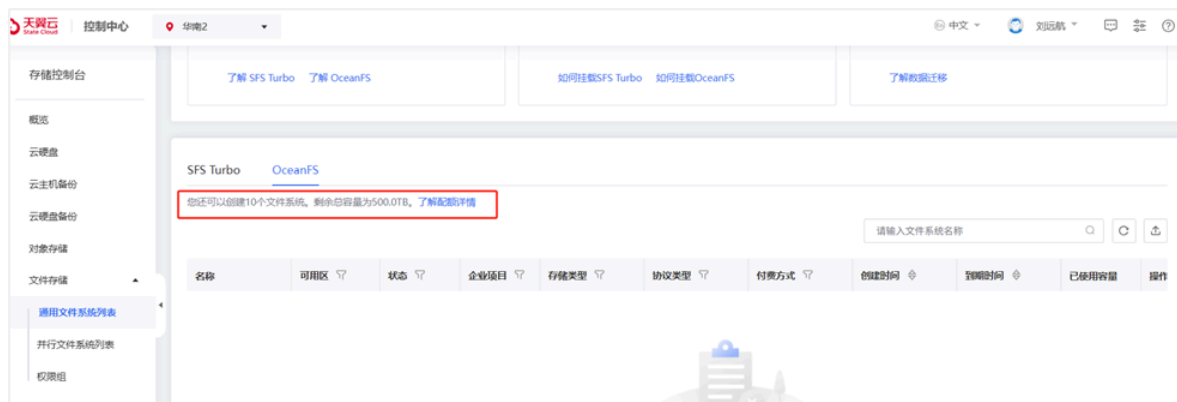 天翼云
State Cloud
控制中心
华南2
中文
刘远航
存储控制台
概览
云硬盘
云主机备份
云硬盘备份
对象存储
文件存储
通用文件系统列表
并行文件系统列表
权限组
了解 SFS Turbo 了解 OceanFS
如何挂载SFS Turbo 如何挂载OceanFS
了解数据迁移
SFS Turbo OceanFS
您还可以创建10个文件系统。剩余总容量为500.0TB。了解配额详情
请输入文件系统名称
名称 可用区 状态 企业项目 存储类型 协议类型 付费方式 创建时间 到期时间 已使用容量 操作